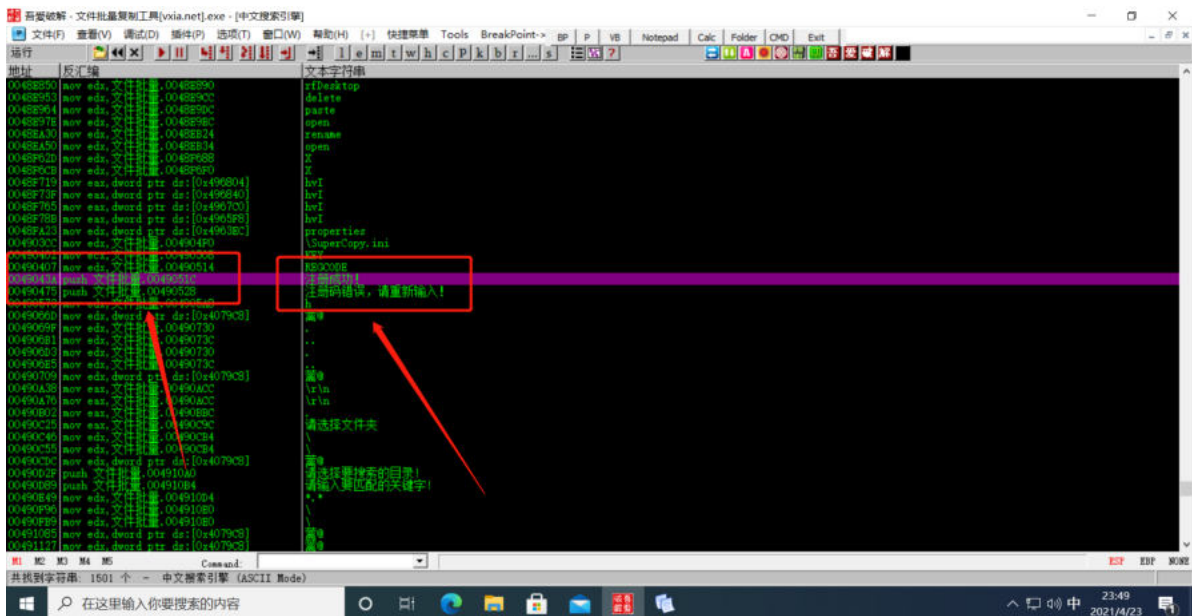 吾爱破解 - 文件批量复制工具[vxia.net].exe - [中文搜索引擎]
文件(F) 查看(V) 调试(D) 插件(P) 选项(T) 窗口(W) 帮助(H) [+] 快捷菜单 Tools BreakPoint-> BP P VB Notepad Calc Folder CMD Exit
运行 l e m t w h c P k b r ... s ? 吾 爱 破 解
地址 反汇编 文本字符串
0048E850 mov edx,文件批量.0048E890 rfDesktop
0048E953 mov edx,文件批量.0048E9CC delete
0048E964 mov edx,文件批量.0048E9DC paste
0048E97E mov edx,文件批量.0048E9EC open
0048EA30 mov edx,文件批量.0048EB24 rename
0048EA50 mov edx,文件批量.0048EB34 open
0048F62D mov edx,文件批量.0048F688 X
0048F6CB mov edx,文件批量.0048F6F0 X
0048F719 mov eax,dword ptr ds:[0x496804] hvI
0048F73F mov eax,dword ptr ds:[0x496840] hvI
0048F765 mov eax,dword ptr ds:[0x4967C0] hvI
0048F78B mov eax,dword ptr ds:[0x4965F8] hvI
0048FA23 mov edx,dword ptr ds:[0x4963EC] properties
004903CC mov edx,文件批量.004904F0 \SuperCopy.ini
00490407 mov edx,文件批量.00490514 REGCODE
0049043A push 文件批量.0049051C 注册成功!
00490475 push 文件批量.00490528 注册码错误，请重新输入!
h
0049066D mov edx,dword ptr ds:[0x4079C8]
0049069F mov edx,文件批量.00490730 .
004906B1 mov edx,文件批量.0049073C ..
004906D3 mov edx,文件批量.00490730 .
004906E5 mov edx,文件批量.0049073C ..
00490709 mov edx,dword ptr ds:[0x4079C8]
00490A38 mov eax,文件批量.00490ACC \r\n
00490A76 mov eax,文件批量.00490ACC \r\n
00490B02 mov eax,文件批量.00490BBC .
00490C25 mov eax,文件批量.00490C9C 请选择文件夹
00490C46 mov edx,文件批量.00490CB4 \
00490C55 mov edx,文件批量.00490CB4 \
00490CDC mov edx,dword ptr ds:[0x4079C8]
00490D2F push 文件批量.004910A0 请选择要搜索的目录!
00490D89 push 文件批量.004910B4 请输入要匹配的关键字!
00490E49 mov edx,文件批量.004910D4 *.*
00490F96 mov edx,文件批量.004910E0 \
00490FB9 mov edx,文件批量.004910E0 \
00491085 mov edx,dword ptr ds:[0x4079C8]
00491127 mov edx,dword ptr ds:[0x4079C8]
M1 M2 M3 M4 M5 Command: ESP EBP NONE
共找到字符串: 1501 个 - 中文搜索引擎 (ASCII Mode)
在这里输入你要搜索的内容 中 23:49
2021/4/23